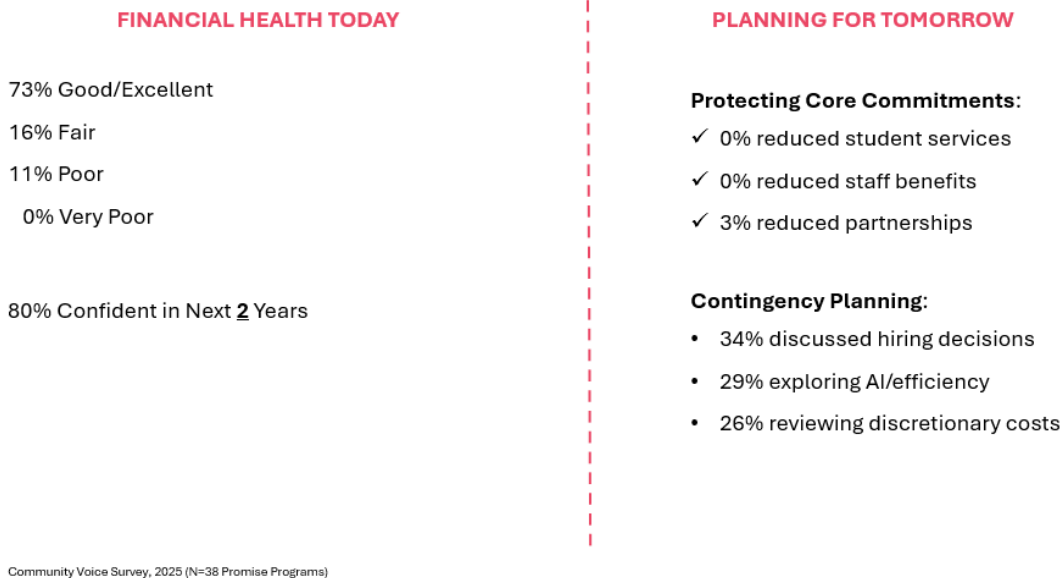 FINANCIAL HEALTH TODAY
73% Good/Excellent
16% Fair
11% Poor
0% Very Poor
80% Confident in Next 2 Years
PLANNING FOR TOMORROW
Protecting Core Commitments:
✓ 0% reduced student services
✓ 0% reduced staff benefits
✓ 3% reduced partnerships
Contingency Planning:
• 34% discussed hiring decisions
• 29% exploring AI/efficiency
• 26% reviewing discretionary costs
Community Voice Survey, 2025 (N=38 Promise Programs)